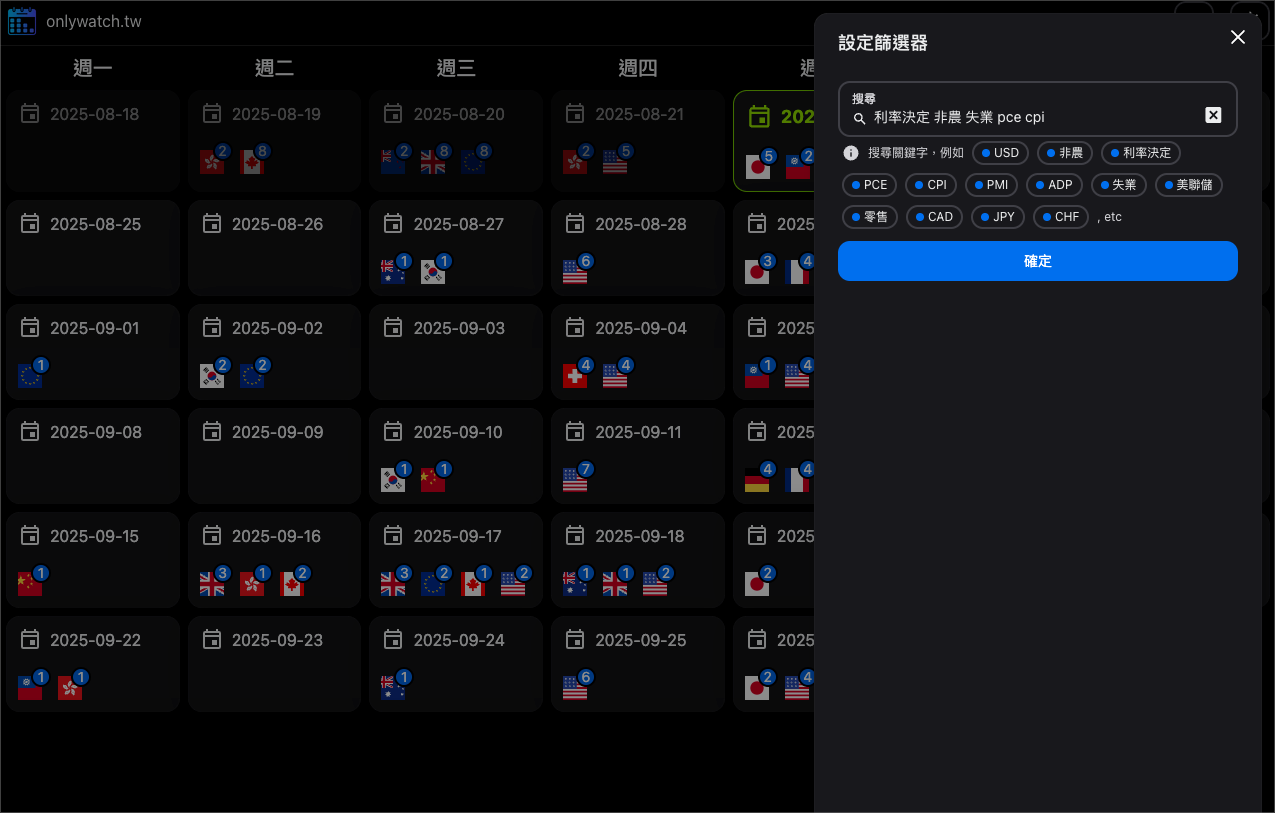 onlywatch.tw
週一 週二 週三 週四 週
2025-08-18 2025-08-19 2025-08-20 2025-08-21 202
2 8 2 8 8 2 5 5 2
2025-08-25 2025-08-26 2025-08-27 2025-08-28 2025
1 1 6 3 4
2025-09-01 2025-09-02 2025-09-03 2025-09-04 2025
1 2 2 4 4 1 4
2025-09-08 2025-09-09 2025-09-10 2025-09-11 2025
1 1 7 4 4
2025-09-15 2025-09-16 2025-09-17 2025-09-18 2025
1 3 1 2 3 2 1 2 1 1 2 2
2025-09-22 2025-09-23 2025-09-24 2025-09-25 2025
1 1 1 6 2 4
設定篩選器
搜尋
利率決定 非農 失業 pce cpi
搜尋關鍵字,例如 USD 非農 利率決定
PCE CPI PMI ADP 失業 美聯儲
零售 CAD JPY CHF , etc
確定